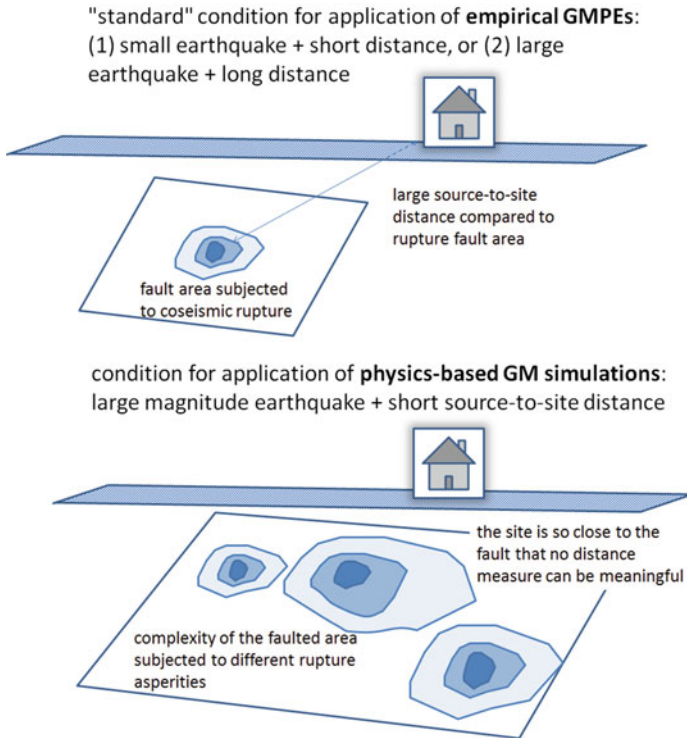 "standard" condition for application of empirical GMPEs:
(1) small earthquake + short distance, or (2) large
earthquake + long distance
large source-to-site
distance compared to
rupture fault area
fault area subjected
to coseismic rupture
condition for application of physics-based GM simulations:
large magnitude earthquake + short source-to-site distance
the site is so close to the
fault that no distance
measure can be meaningful
complexity of the faulted area
subjected to different rupture
asperities